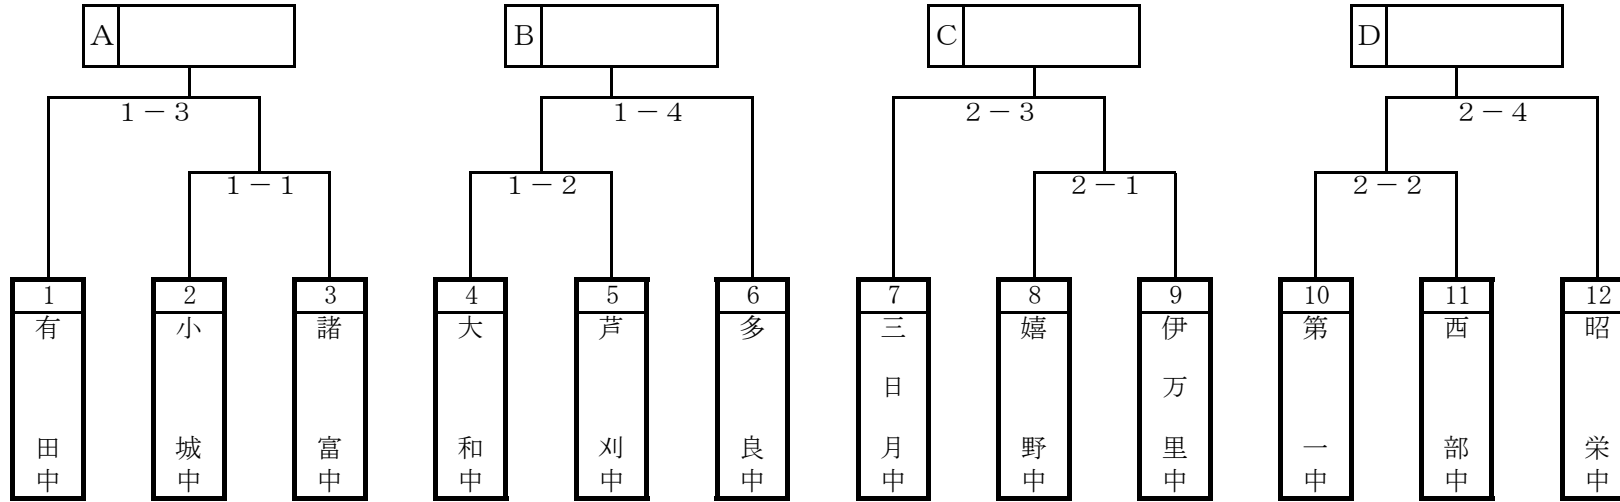 A
B
C
D
1－3
1－4
2－3
2－4
1－1
1－2
2－1
2－2
1
有田中
2
小城中
3
諸富中
4
大和中
5
芦刈中
6
多良中
7
三日月中
8
嬉野中
9
伊万里中
10
第一中
11
西部中
12
昭栄中